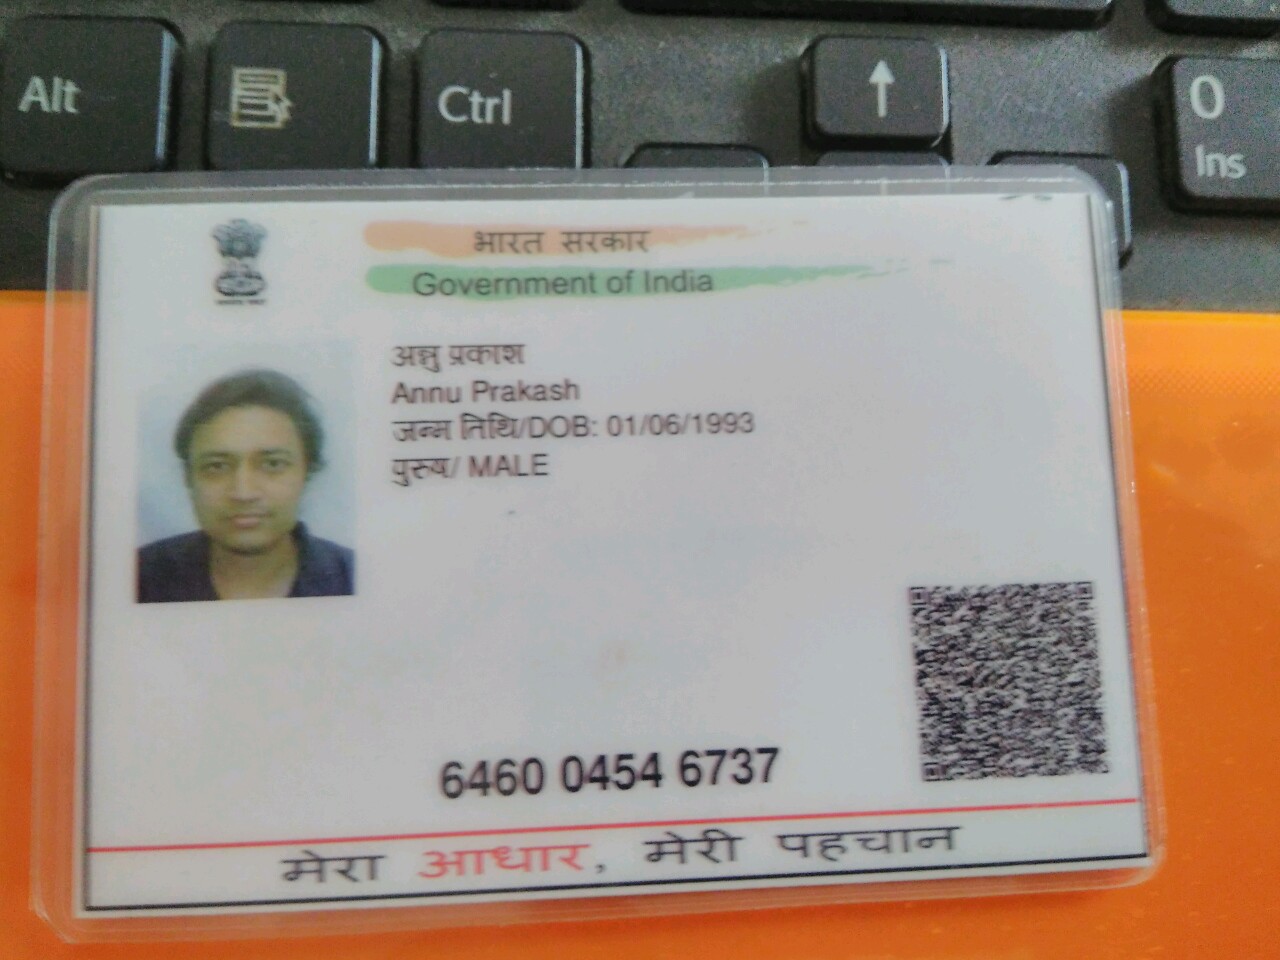 Alt
Ctrl
↑
0
Ins
भारत सरकार
Government of India
अन्नु प्रकाश
Annu Prakash
जन्म तिथि/DOB: 01/06/1993
पुरुष/ MALE
6460 0454 6737
मेरा आधार, मेरी पहचान